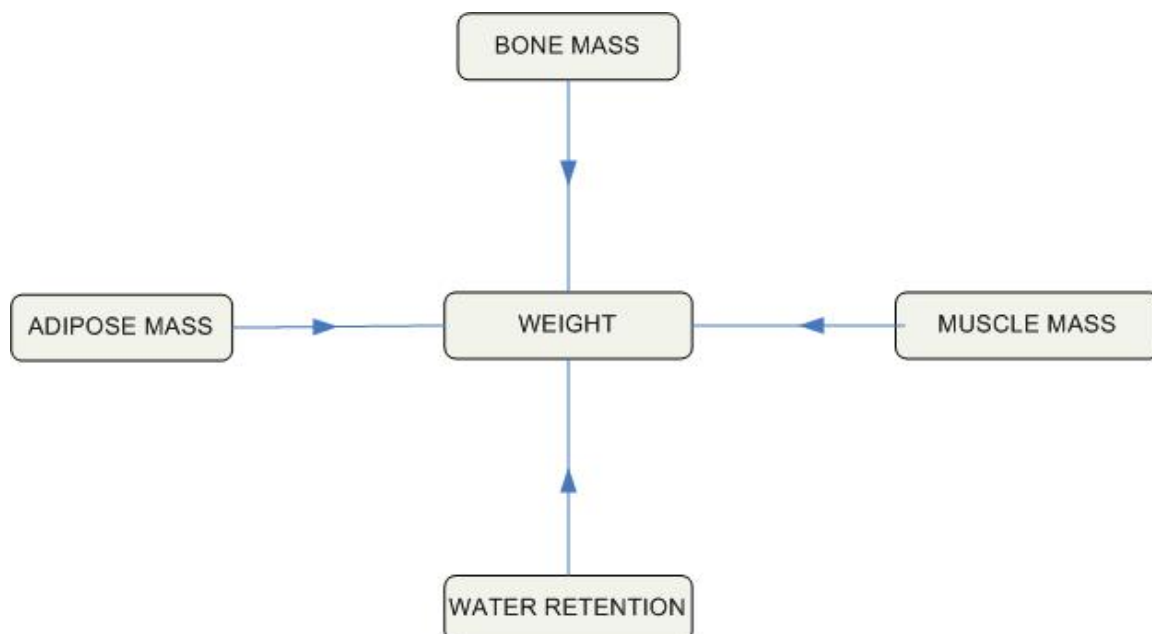 BONE MASS
ADIPOSE MASS
WEIGHT
MUSCLE MASS
WATER RETENTION